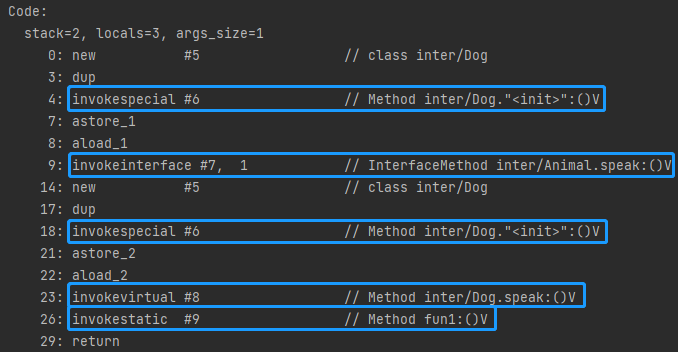 Code:
stack=2, locals=3, args_size=1
0: new #5 // class inter/Dog
3: dup
4: invokespecial #6 // Method inter/Dog."<init>":()V
7: astore_1
8: aload_1
9: invokeinterface #7, 1 // InterfaceMethod inter/Animal.speak:()V
14: new #5 // class inter/Dog
17: dup
18: invokespecial #6 // Method inter/Dog."<init>":()V
21: astore_2
22: aload_2
23: invokevirtual #8 // Method inter/Dog.speak:()V
26: invokestatic #9 // Method fun1:()V
29: return